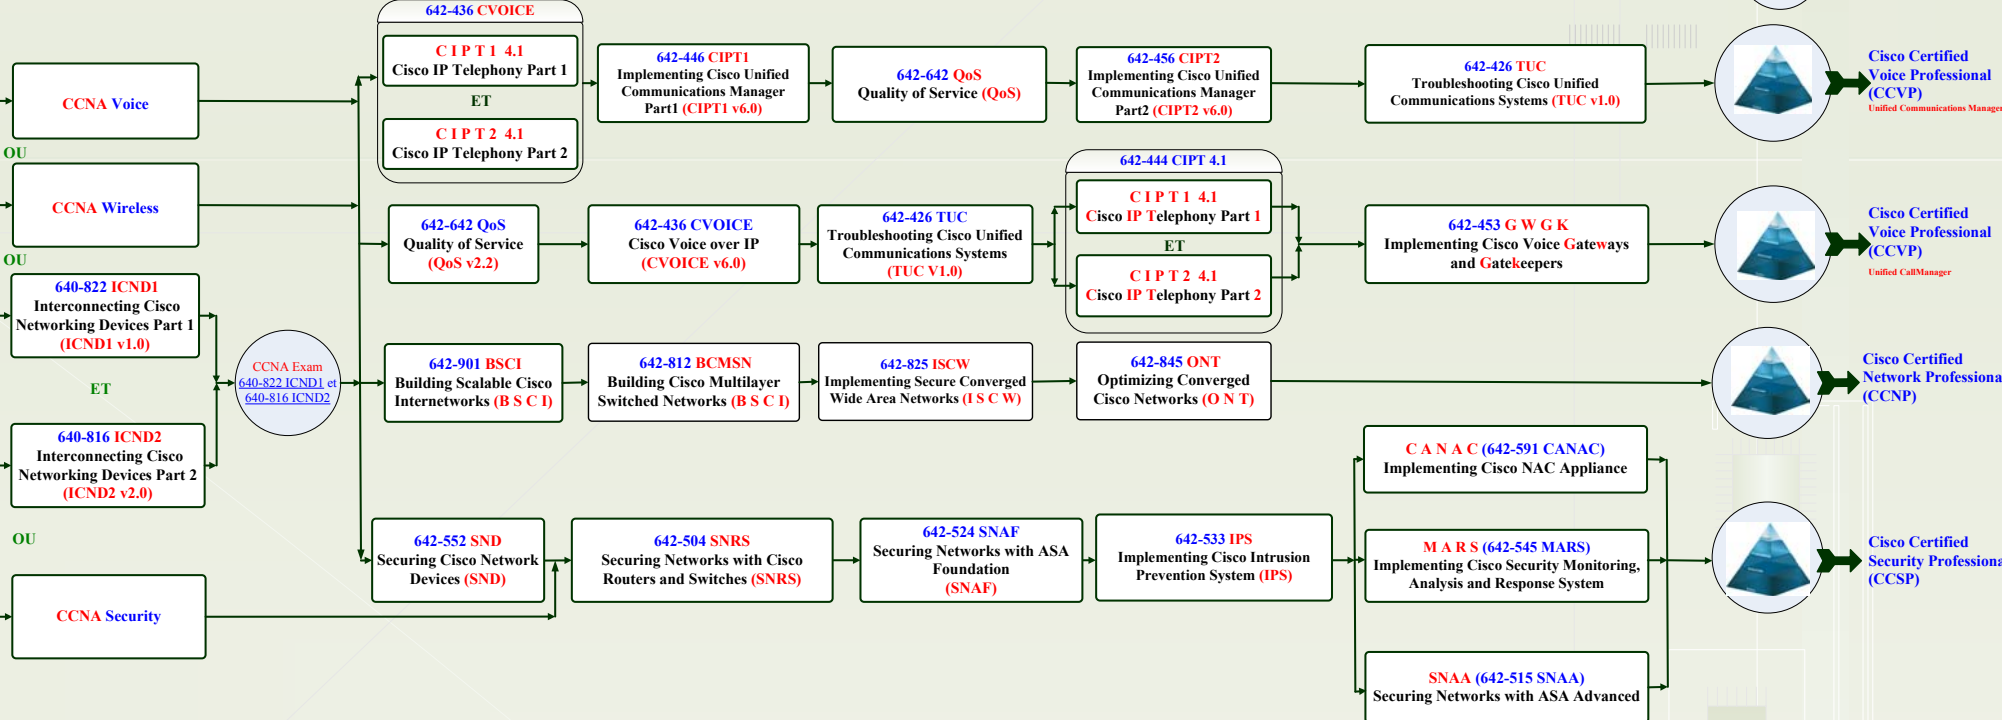 642-436 CVOICE
C I P T 1 4.1
Cisco IP Telephony Part 1
ET
C I P T 2 4.1
Cisco IP Telephony Part 2
642-446 CIPT1
Implementing Cisco Unified
Communications Manager
Part1 (CIPT1 v6.0)
642-642 QoS
Quality of Service (QoS)
642-456 CIPT2
Implementing Cisco Unified
Communications Manager
Part2 (CIPT2 v6.0)
642-426 TUC
Troubleshooting Cisco Unified
Communications Systems (TUC v1.0)
Cisco Certified
Voice Professional
(CCVP)
Unified Communications Manager
CCNA Voice
OU
CCNA Wireless
OU
642-642 QoS
Quality of Service
(QoS v2.2)
642-436 CVOICE
Cisco Voice over IP
(CVOICE v6.0)
642-426 TUC
Troubleshooting Cisco Unified
Communications Systems
(TUC V1.0)
642-444 CIPT 4.1
C I P T 1 4.1
Cisco IP Telephony Part 1
ET
C I P T 2 4.1
Cisco IP Telephony Part 2
642-453 G W G K
Implementing Cisco Voice Gateways
and Gatekeepers
Cisco Certified
Voice Professional
(CCVP)
Unified CallManager
640-822 ICND1
Interconnecting Cisco
Networking Devices Part 1
(ICND1 v1.0)
ET
640-816 ICND2
Interconnecting Cisco
Networking Devices Part 2
(ICND2 v2.0)
CCNA Exam
640-822 ICND1 et
640-816 ICND2
642-901 BSCI
Building Scalable Cisco
Internetworks (B S C I)
642-812 BCMSN
Building Cisco Multilayer
Switched Networks (B S C I)
642-825 ISCW
Implementing Secure Converged
Wide Area Networks (I S C W)
642-845 ONT
Optimizing Converged
Cisco Networks (O N T)
Cisco Certified
Network Professiona
(CCNP)
OU
CCNA Security
642-552 SND
Securing Cisco Network
Devices (SND)
642-504 SNRS
Securing Networks with Cisco
Routers and Switches (SNRS)
642-524 SNAF
Securing Networks with ASA
Foundation
(SNAF)
642-533 IPS
Implementing Cisco Intrusion
Prevention System (IPS)
C A N A C (642-591 CANAC)
Implementing Cisco NAC Appliance
M A R S (642-545 MARS)
Implementing Cisco Security Monitoring,
Analysis and Response System
SNAA (642-515 SNAA)
Securing Networks with ASA Advanced
Cisco Certified
Security Professiona
(CCSP)